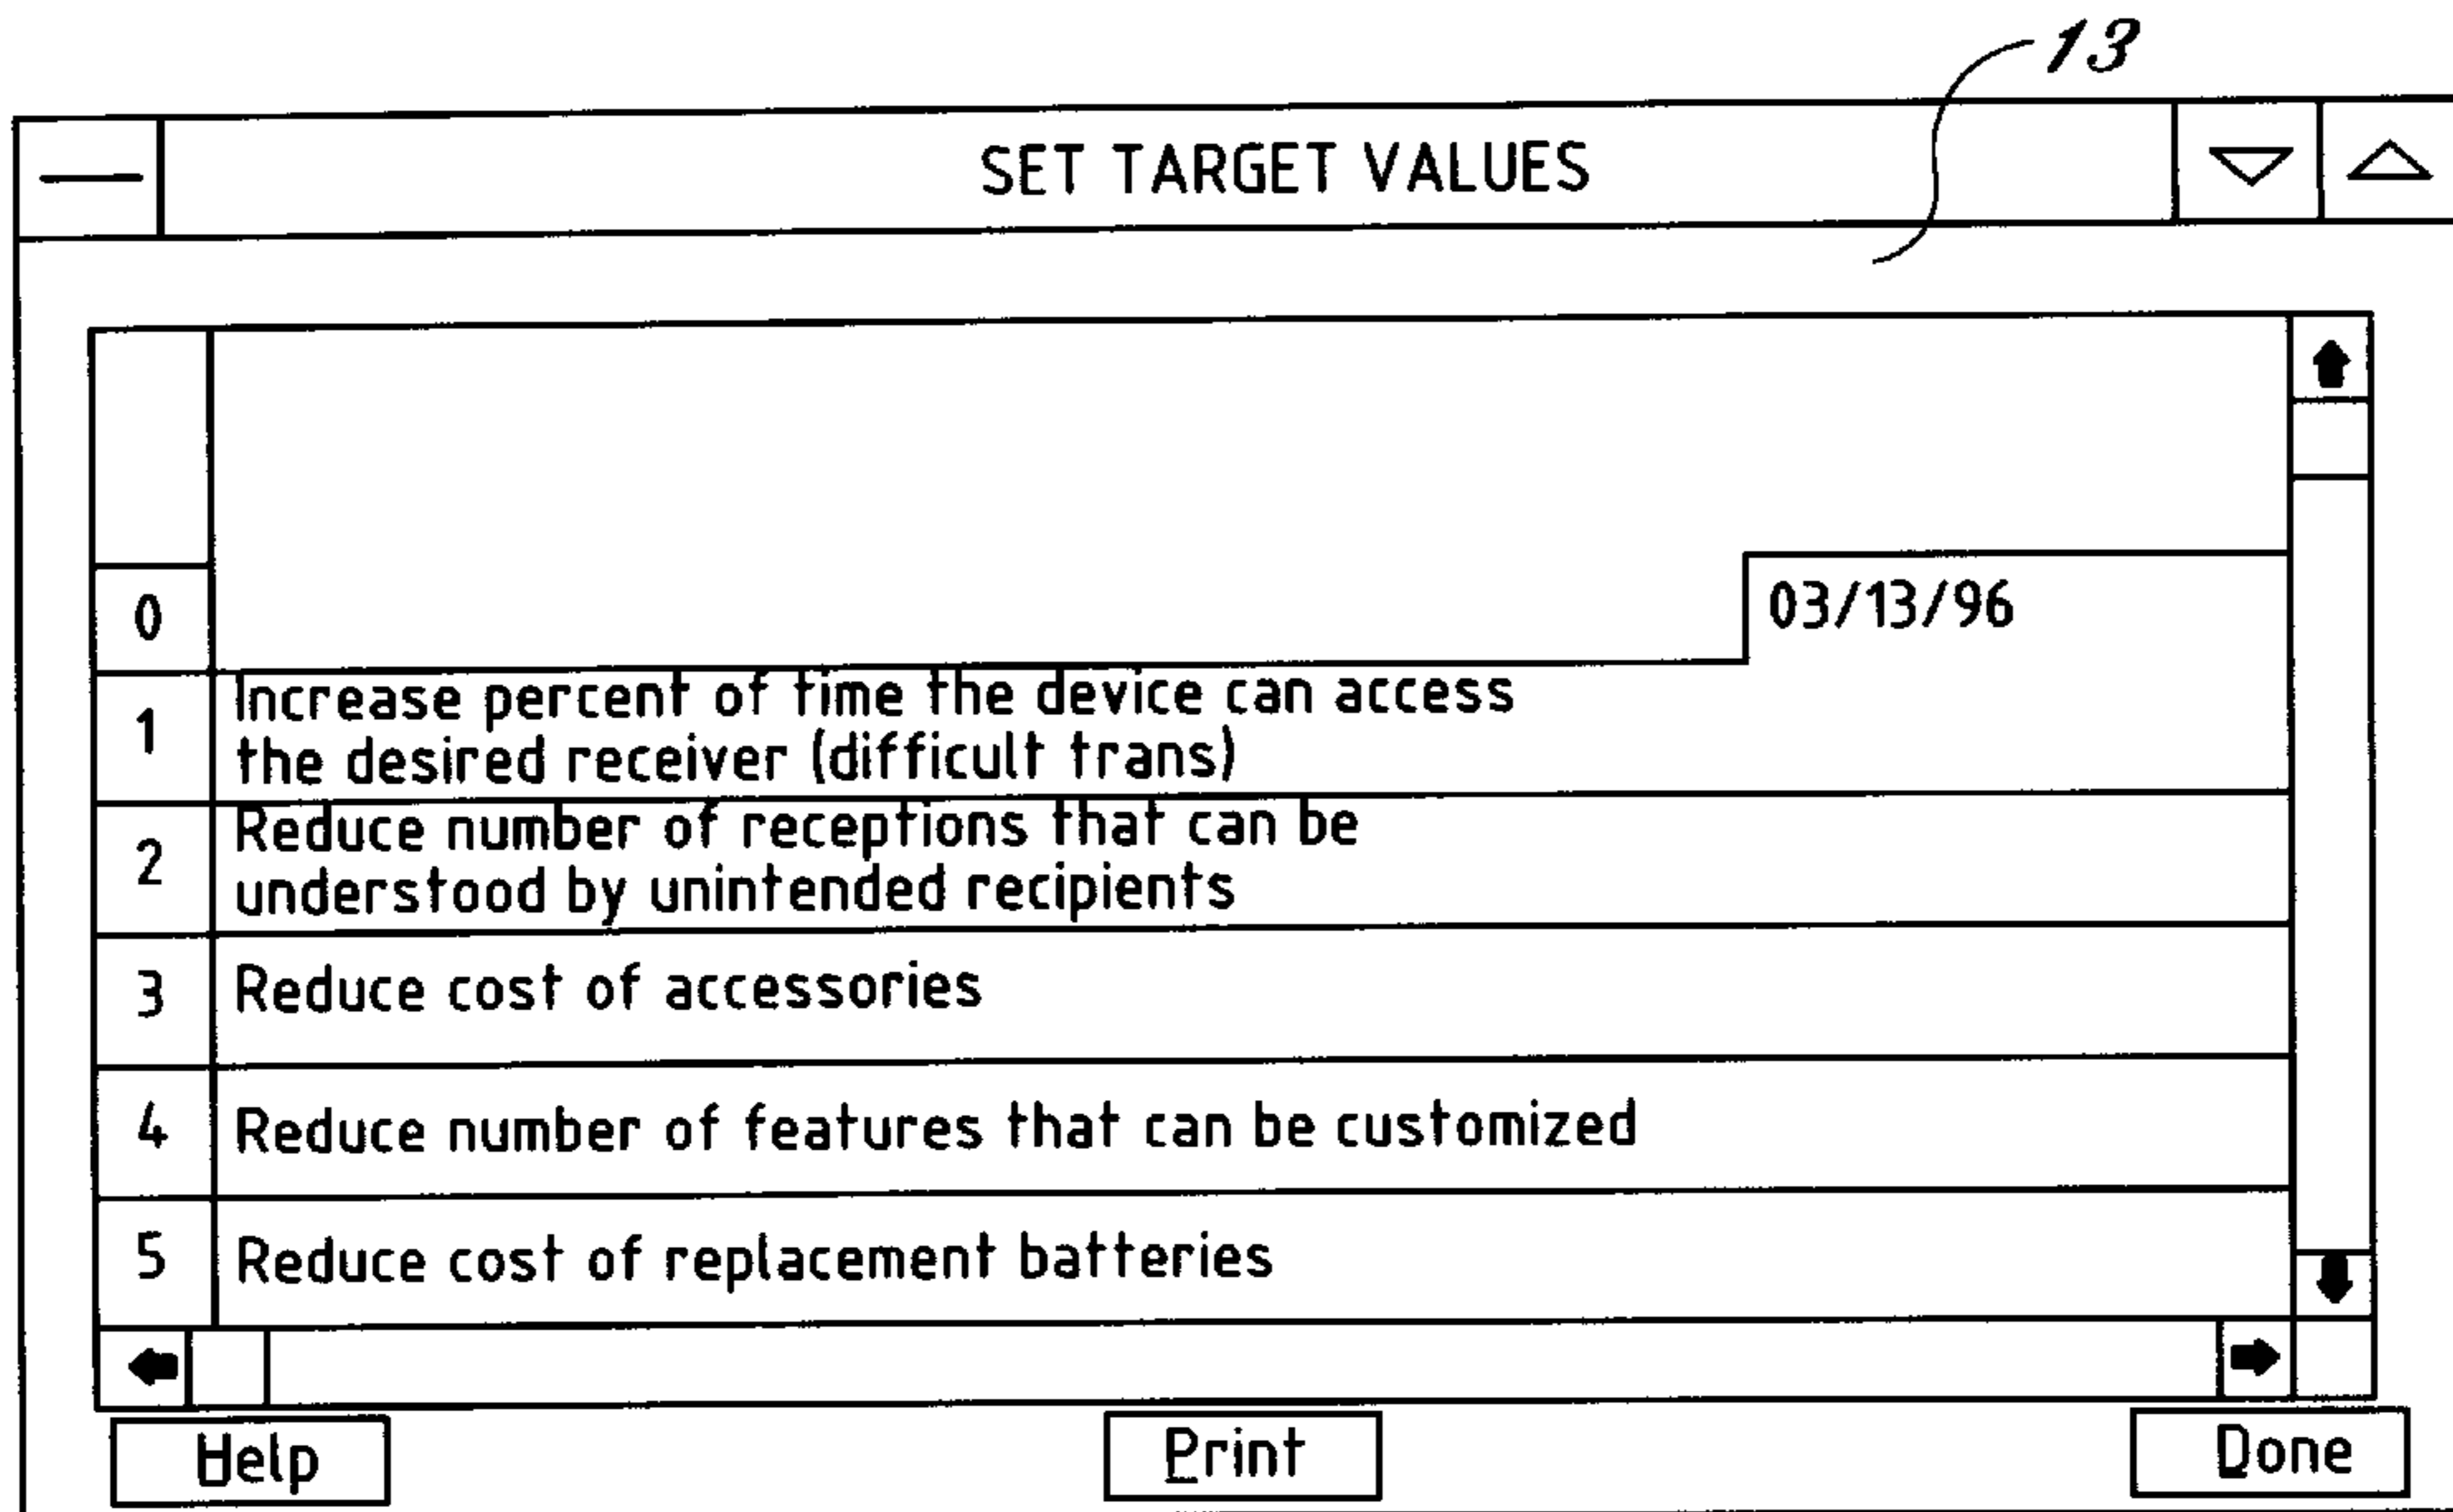 13
SET TARGET VALUES
0
03/13/96
1
Increase percent of time the device can access
the desired receiver (difficult trans)
2
Reduce number of receptions that can be
understood by unintended recipients
3
Reduce cost of accessories
4
Reduce number of features that can be customized
5
Reduce cost of replacement batteries
Help
Print
Done